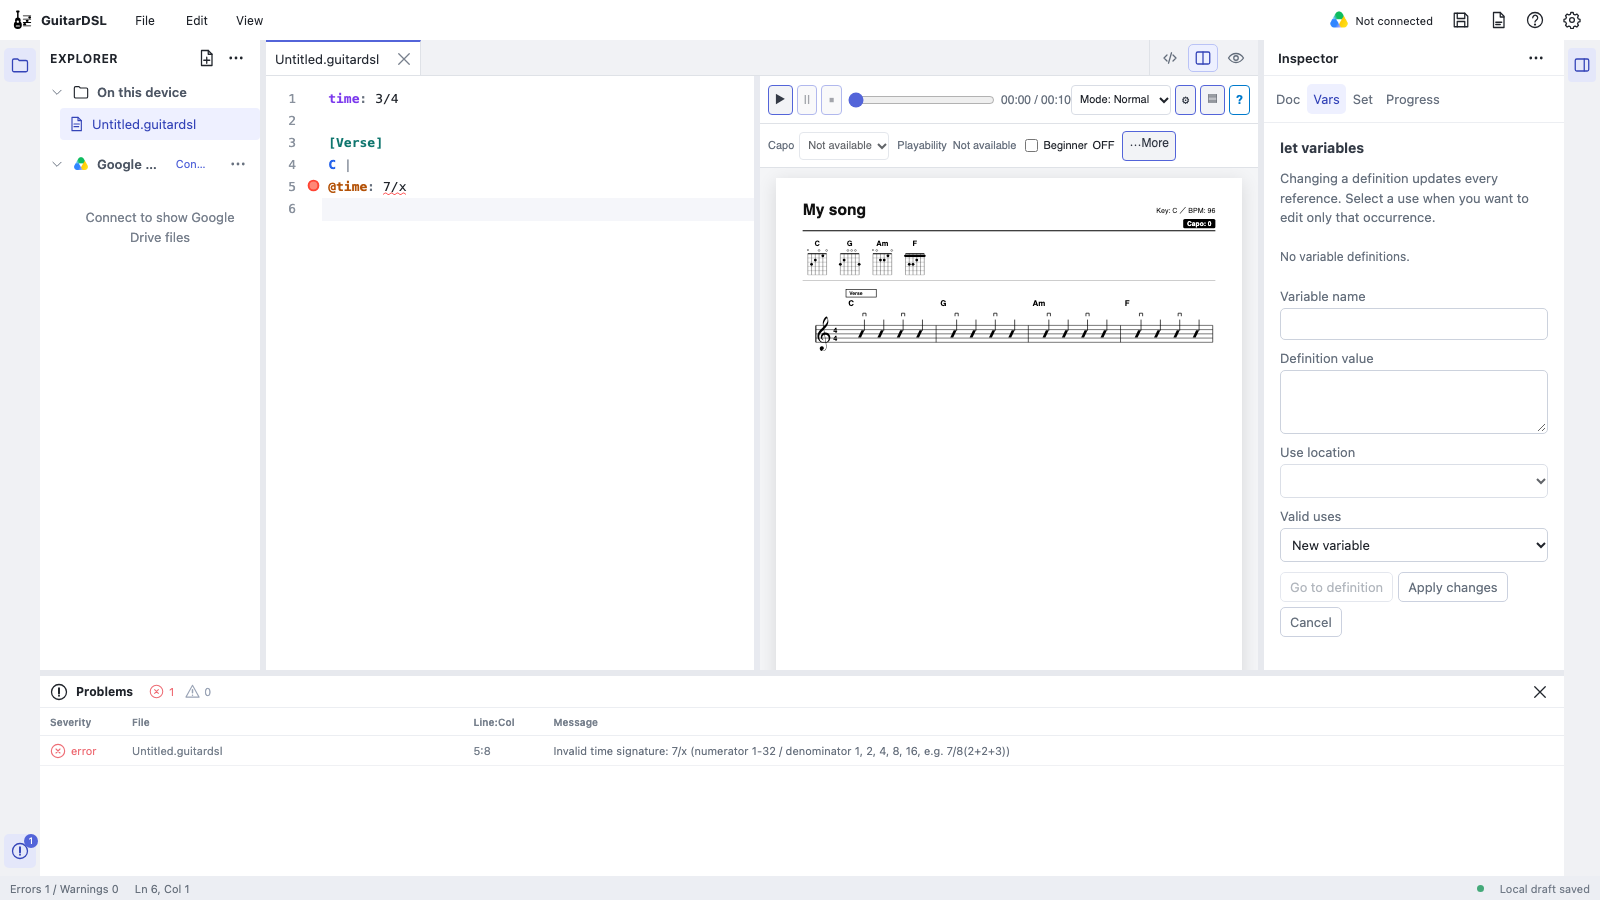 GuitarDSL
File
Edit
View
Not connected
EXPLORER
On this device
Untitled.guitardsl
Google ...
Con...
Connect to show Google
Drive files
Untitled.guitardsl
1 time: 3/4
2
3 [Verse]
4 C |
5 @time: 7/x
6
00:00 / 00:10
Mode: Normal
?
Capo
Not available
Playability
Not available
Beginner OFF
...More
My song
Key: C / BPM: 96
Capo: 0
C G Am F
Verse
C G Am F
4
4
Inspector
Doc
Vars
Set
Progress
let variables
Changing a definition updates every
reference. Select a use when you want to
edit only that occurrence.
No variable definitions.
Variable name
Definition value
Use location
Valid uses
New variable
Go to definition
Apply changes
Cancel
Problems
1
0
Severity File Line:Col Message
error Untitled.guitardsl 5:8 Invalid time signature: 7/x (numerator 1-32 / denominator 1, 2, 4, 8, 16, e.g. 7/8(2+2+3))
1
Errors 1 / Warnings 0
Ln 6, Col 1
Local draft saved